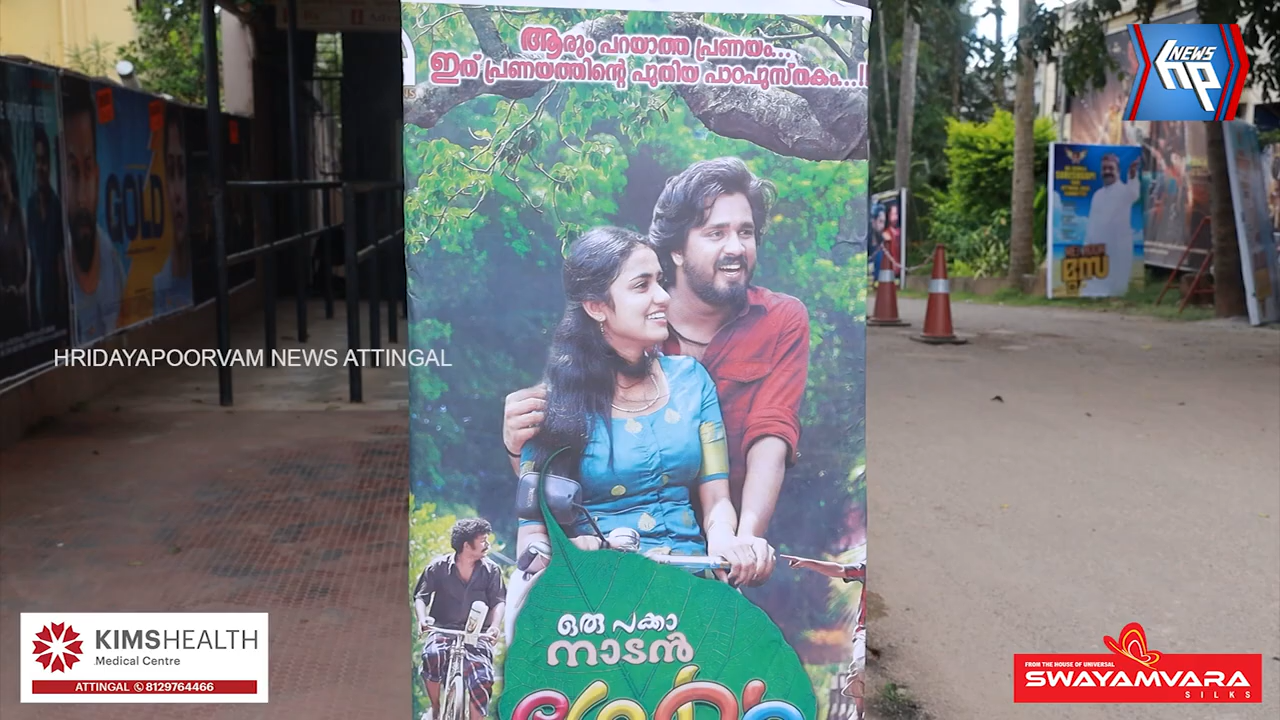 ആരും പറയാത്ത പ്രണയം...
ഇത് പ്രണയത്തിന്റെ പുതിയ പാഠപുസ്തകം...!!
NEWS
GOLD
HRIDAYAPOORVAM NEWS ATTINGAL
ഒരു പക്കാ
നാടൻ
പ്രേമം
KIMSHEALTH
Medical Centre
ATTINGAL 8129764466
FROM THE HOUSE OF UNIVERSAL
SWAYAMVARA
SILKS